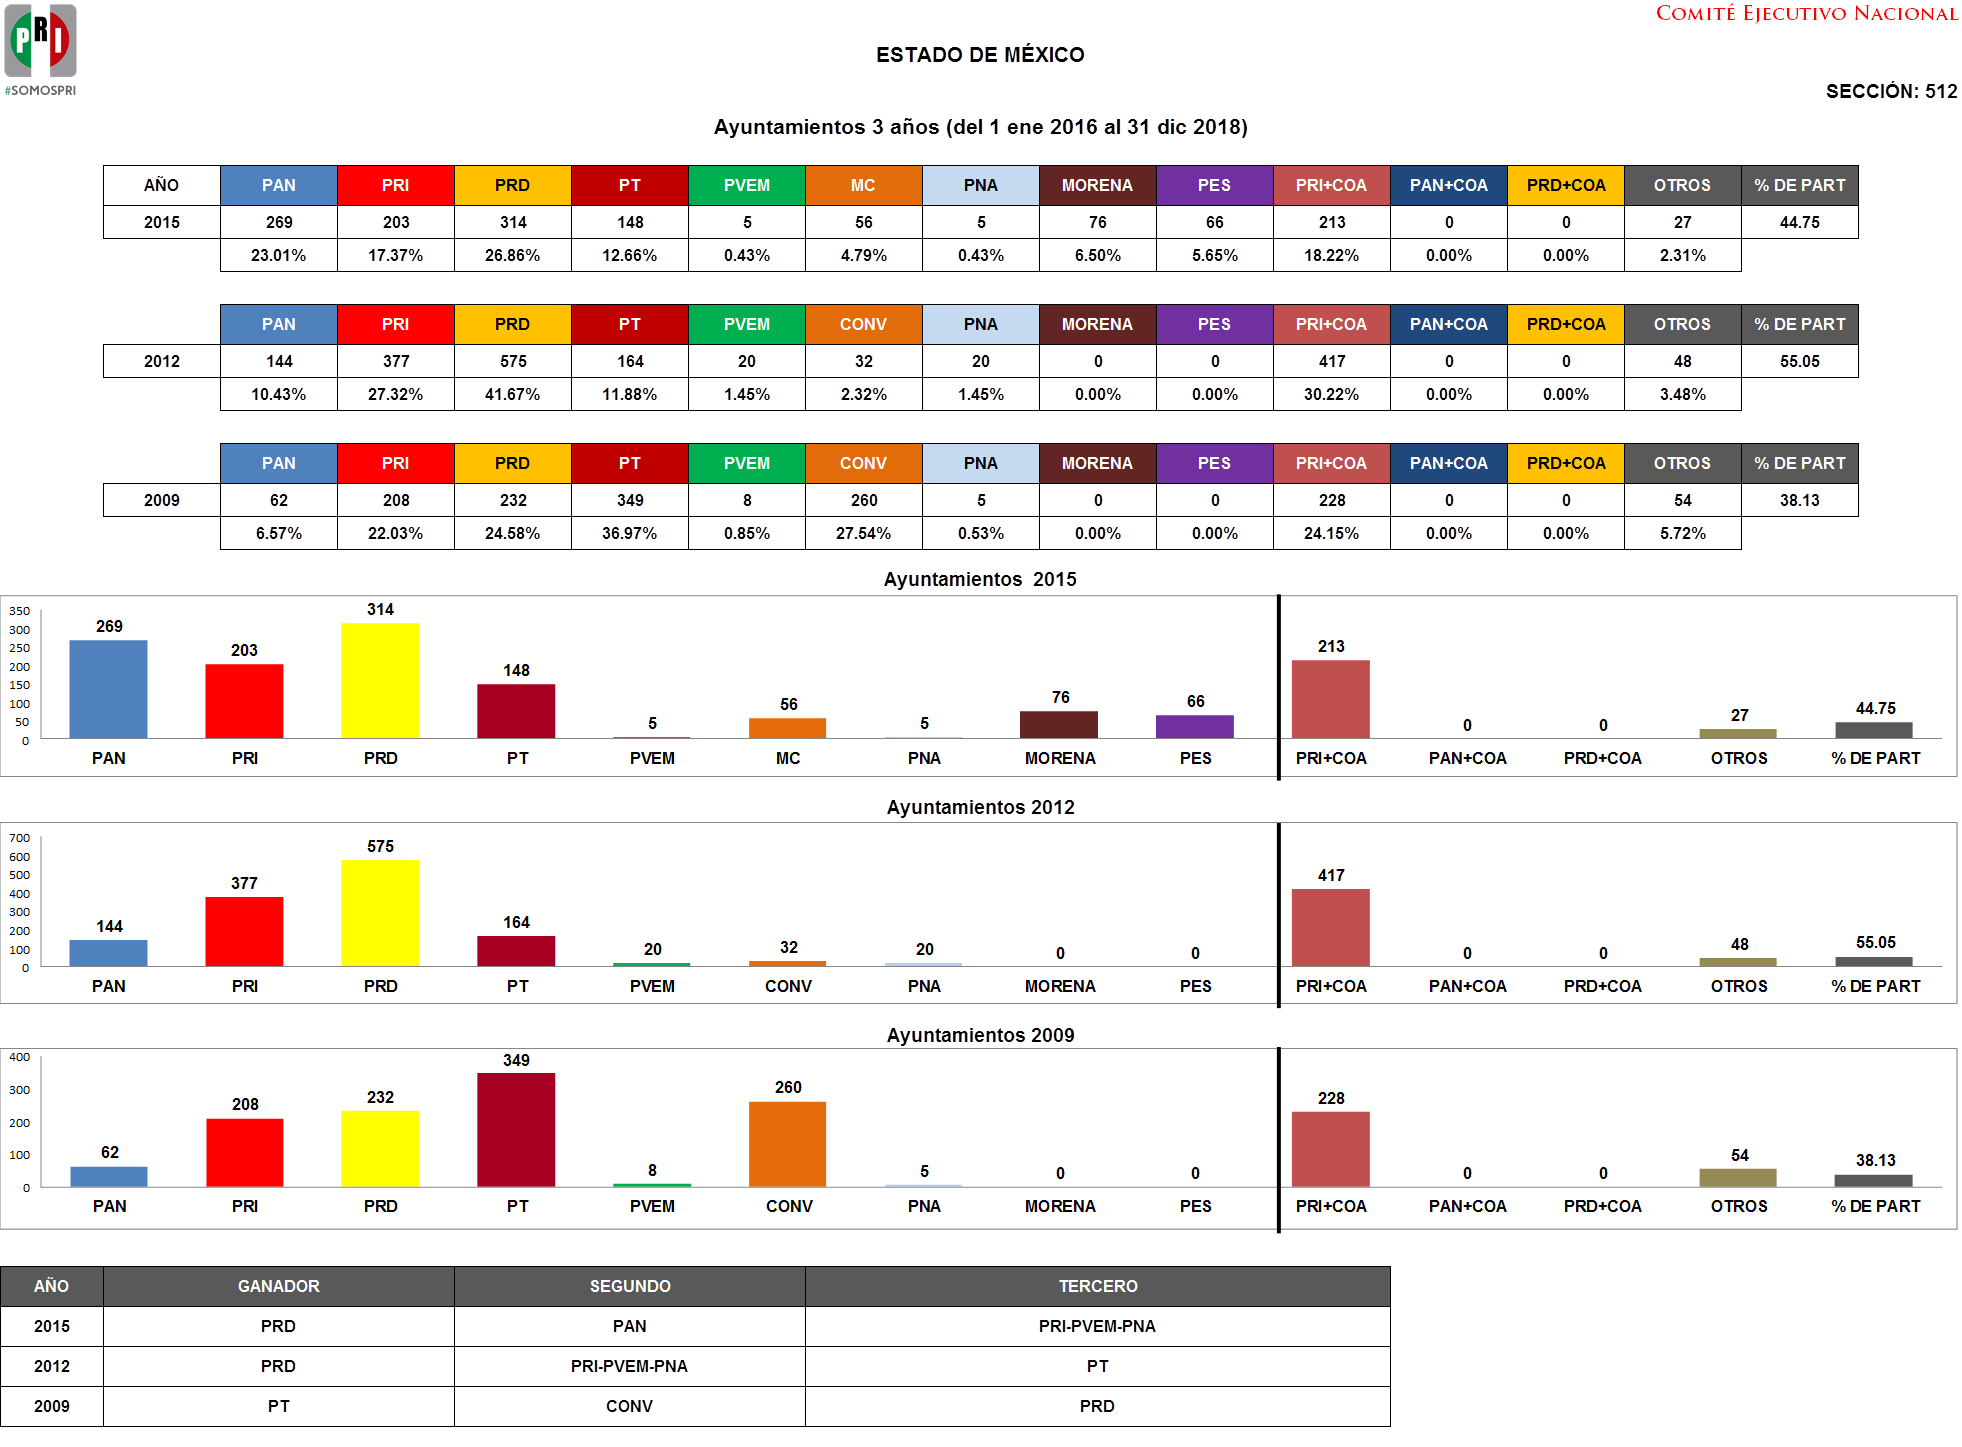 PRI
#SOMOSPRI
COMITÉ EJECUTIVO NACIONAL
ESTADO DE MÉXICO
SECCIÓN: 512
Ayuntamientos 3 años (del 1 ene 2016 al 31 dic 2018)
AÑO PAN PRI PRD PT PVEM MC PNA MORENA PES PRI+COA PAN+COA PRD+COA OTROS % DE PART
2015 269 203 314 148 5 56 5 76 66 213 0 0 27 44.75
23.01% 17.37% 26.86% 12.66% 0.43% 4.79% 0.43% 6.50% 5.65% 18.22% 0.00% 0.00% 2.31%
PAN PRI PRD PT PVEM CONV PNA MORENA PES PRI+COA PAN+COA PRD+COA OTROS % DE PART
2012 144 377 575 164 20 32 20 0 0 417 0 0 48 55.05
10.43% 27.32% 41.67% 11.88% 1.45% 2.32% 1.45% 0.00% 0.00% 30.22% 0.00% 0.00% 3.48%
PAN PRI PRD PT PVEM CONV PNA MORENA PES PRI+COA PAN+COA PRD+COA OTROS % DE PART
2009 62 208 232 349 8 260 5 0 0 228 0 0 54 38.13
6.57% 22.03% 24.58% 36.97% 0.85% 27.54% 0.53% 0.00% 0.00% 24.15% 0.00% 0.00% 5.72%
Ayuntamientos 2015
350
300
250
200
150
100
50
0
269 203 314 148 5 56 5 76 66 213 0 0 27 44.75
PAN PRI PRD PT PVEM MC PNA MORENA PES PRI+COA PAN+COA PRD+COA OTROS % DE PART
Ayuntamientos 2012
700
600
500
400
300
200
100
0
144 377 575 164 20 32 20 0 0 417 0 0 48 55.05
PAN PRI PRD PT PVEM CONV PNA MORENA PES PRI+COA PAN+COA PRD+COA OTROS % DE PART
Ayuntamientos 2009
400
300
200
100
0
62 208 232 349 8 260 5 0 0 228 0 0 54 38.13
PAN PRI PRD PT PVEM CONV PNA MORENA PES PRI+COA PAN+COA PRD+COA OTROS % DE PART
AÑO GANADOR SEGUNDO TERCERO
2015 PRD PAN PRI-PVEM-PNA
2012 PRD PRI-PVEM-PNA PT
2009 PT CONV PRD